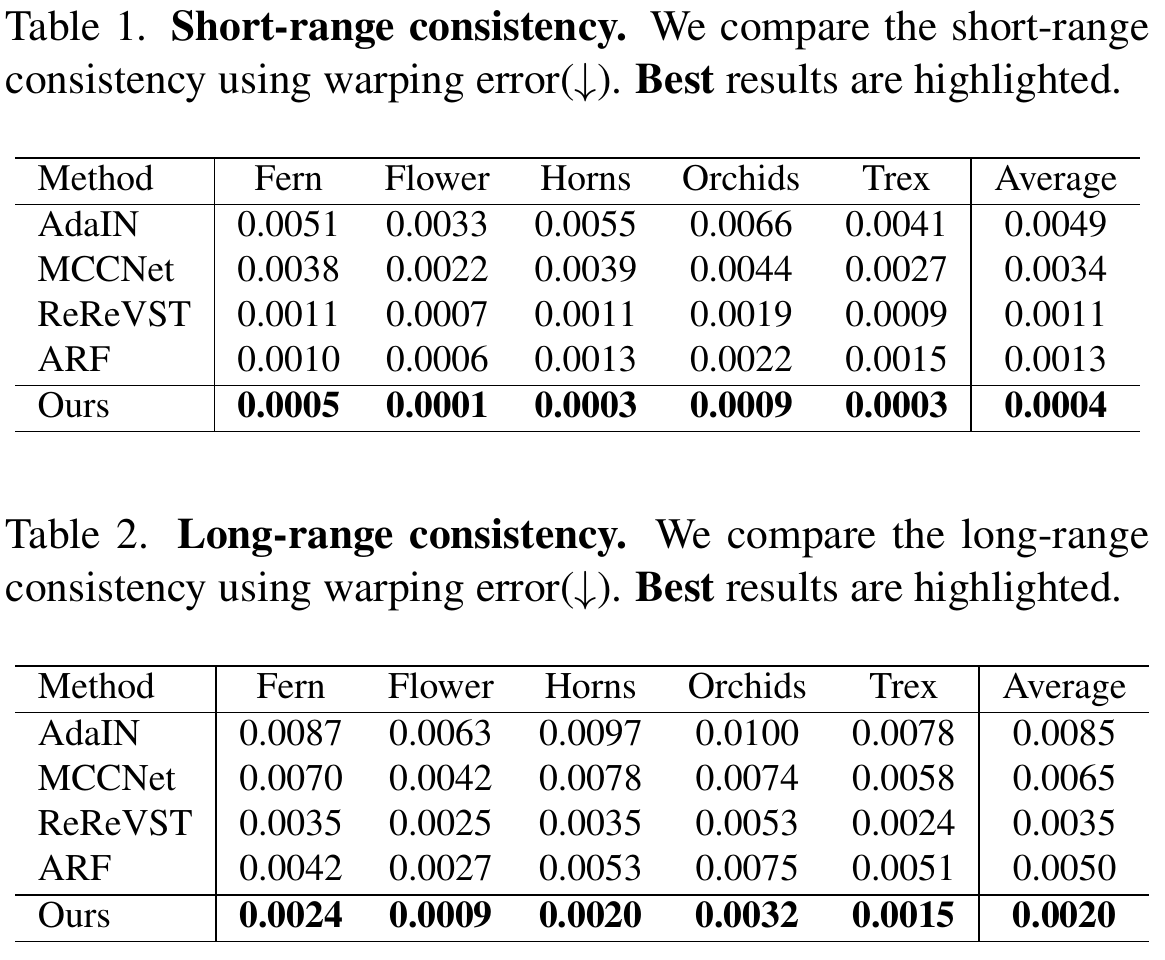 Table 1. Short-range consistency. We compare the short-range
consistency using warping error(↓). Best results are highlighted.
Method Fern Flower Horns Orchids Trex Average
AdaIN 0.0051 0.0033 0.0055 0.0066 0.0041 0.0049
MCCNet 0.0038 0.0022 0.0039 0.0044 0.0027 0.0034
ReReVST 0.0011 0.0007 0.0011 0.0019 0.0009 0.0011
ARF 0.0010 0.0006 0.0013 0.0022 0.0015 0.0013
Ours 0.0005 0.0001 0.0003 0.0009 0.0003 0.0004
Table 2. Long-range consistency. We compare the long-range
consistency using warping error(↓). Best results are highlighted.
Method Fern Flower Horns Orchids Trex Average
AdaIN 0.0087 0.0063 0.0097 0.0100 0.0078 0.0085
MCCNet 0.0070 0.0042 0.0078 0.0074 0.0058 0.0065
ReReVST 0.0035 0.0025 0.0035 0.0053 0.0024 0.0035
ARF 0.0042 0.0027 0.0053 0.0075 0.0051 0.0050
Ours 0.0024 0.0009 0.0020 0.0032 0.0015 0.0020